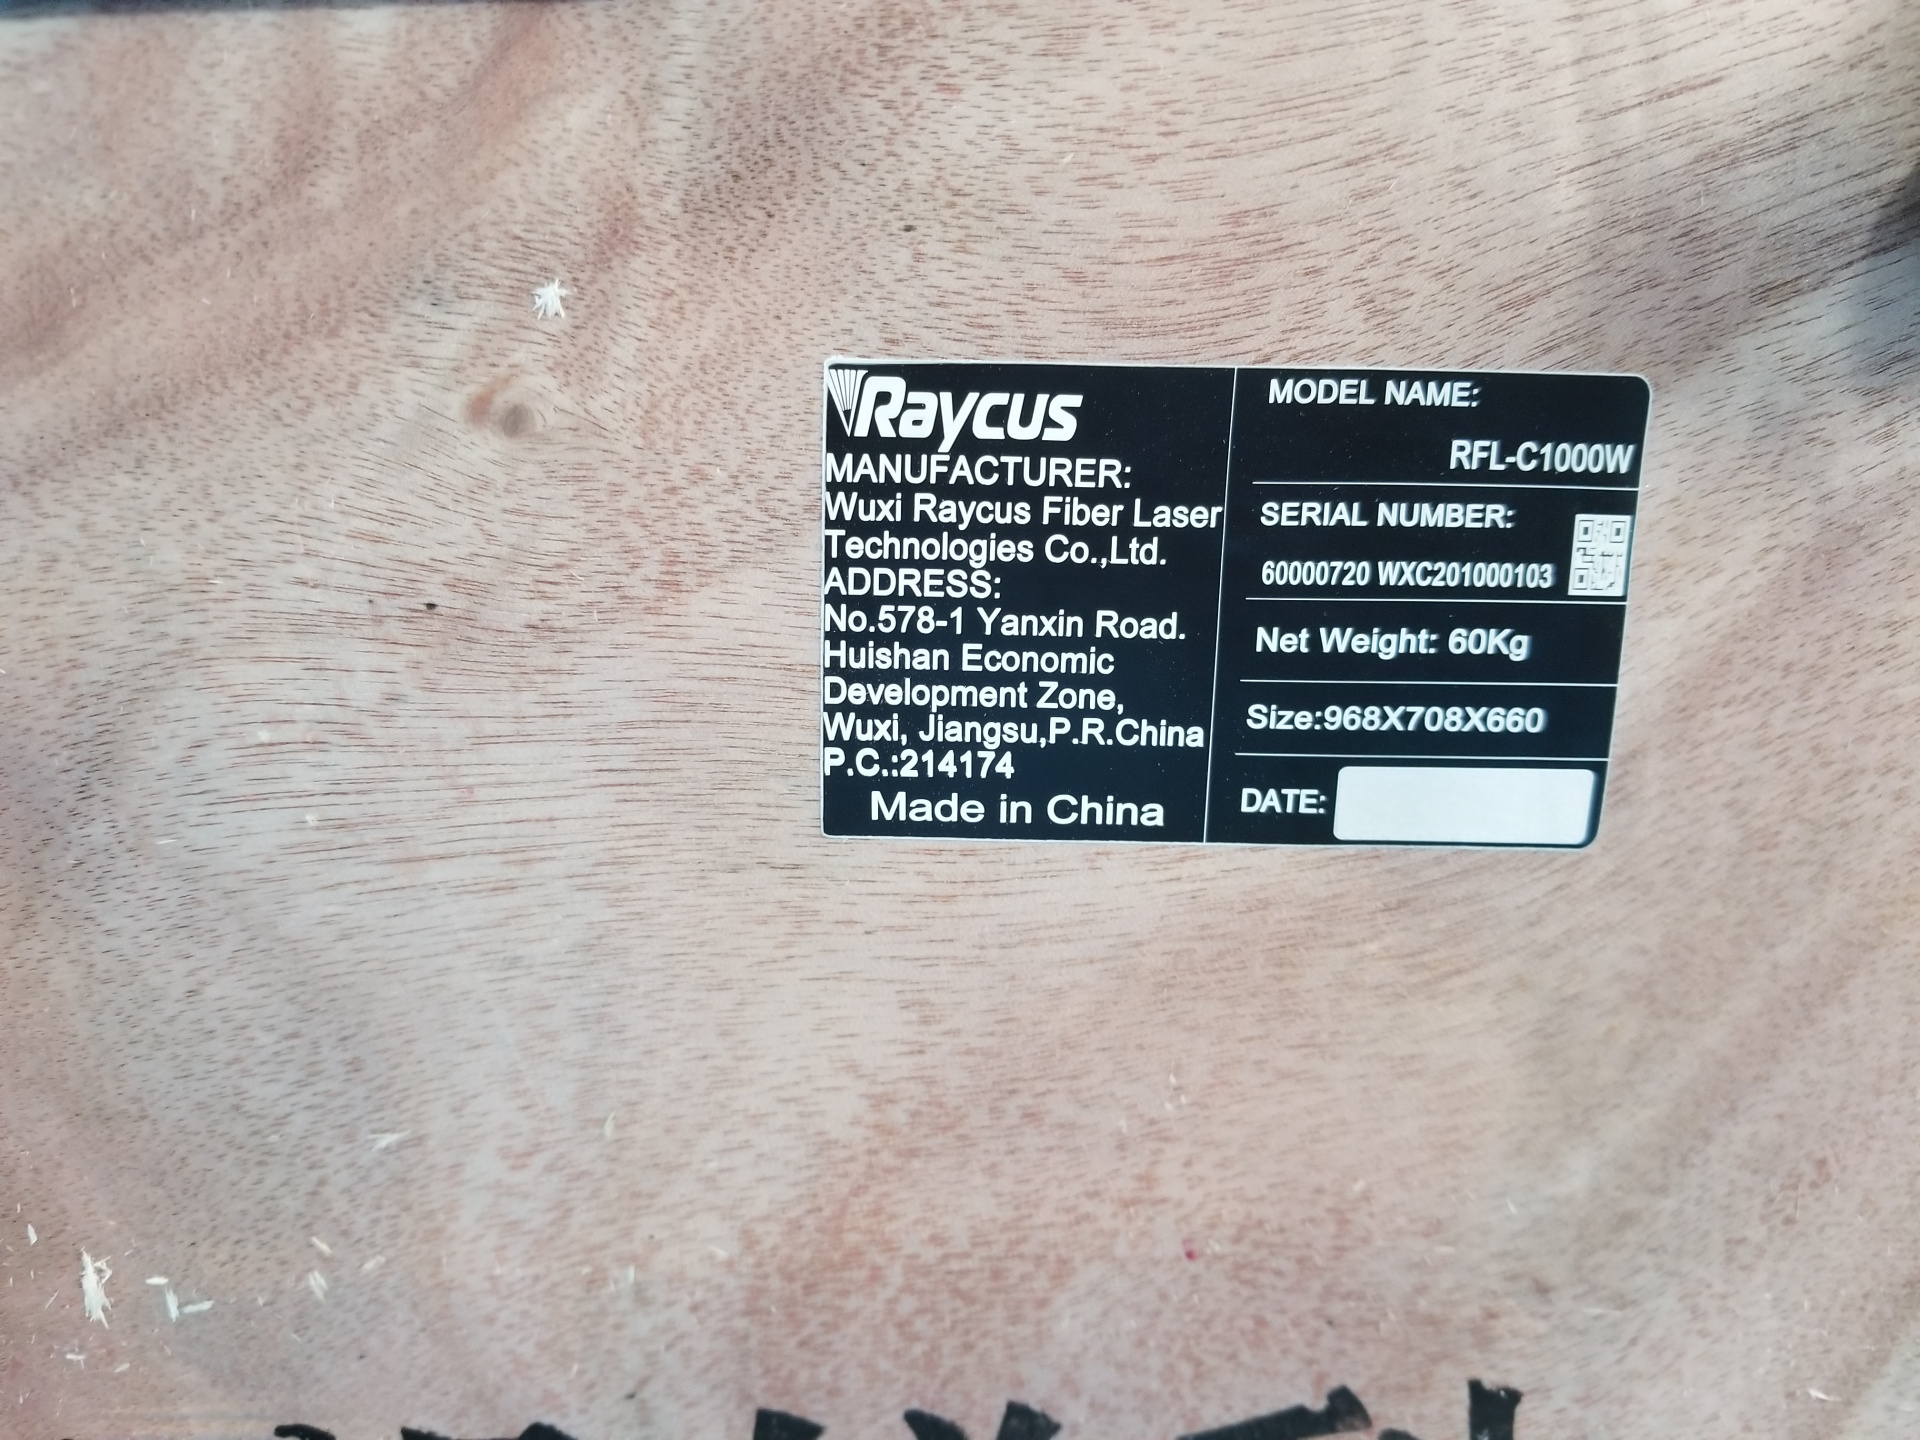 Raycus
MANUFACTURER:
Wuxi Raycus Fiber Laser
Technologies Co.,Ltd.
ADDRESS:
No.578-1 Yanxin Road.
Huishan Economic
Development Zone,
Wuxi, Jiangsu,P.R.China
P.C.:214174
Made in China
MODEL NAME:
RFL-C1000W
SERIAL NUMBER:
60000720 WXC201000103
Net Weight: 60Kg
Size:968X708X660
DATE: